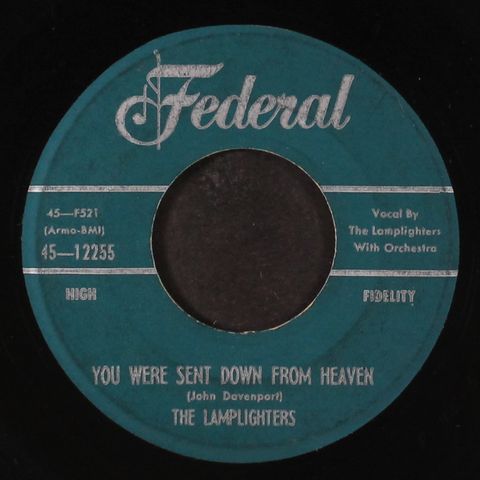 Federal
45—F521
(Armo-BMI)
45—12255
Vocal By
The Lamplighters
With Orchestra
HIGH
FIDELITY
YOU WERE SENT DOWN FROM HEAVEN
(John Davenport)
THE LAMPLIGHTERS